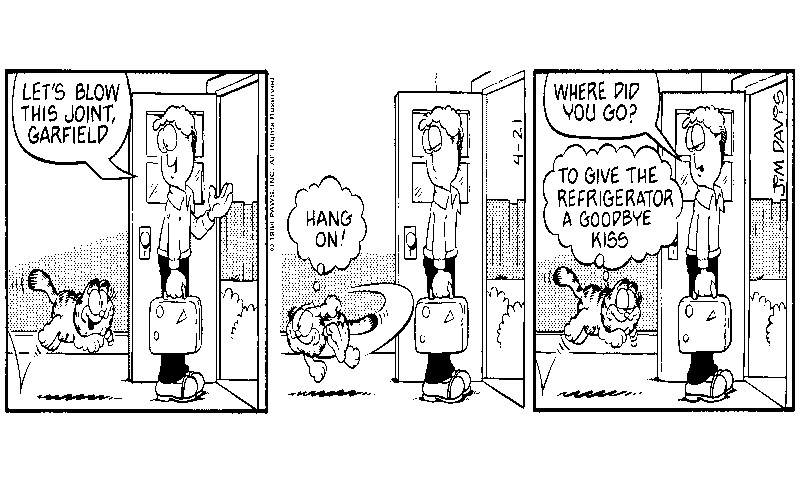 LET'S BLOW
THIS JOINT,
GARFIELD
HANG
ON!
4-21
WHERE DID
YOU GO?
TO GIVE THE
REFRIGERATOR
A GOODBYE
KISS
JIM DAVIS